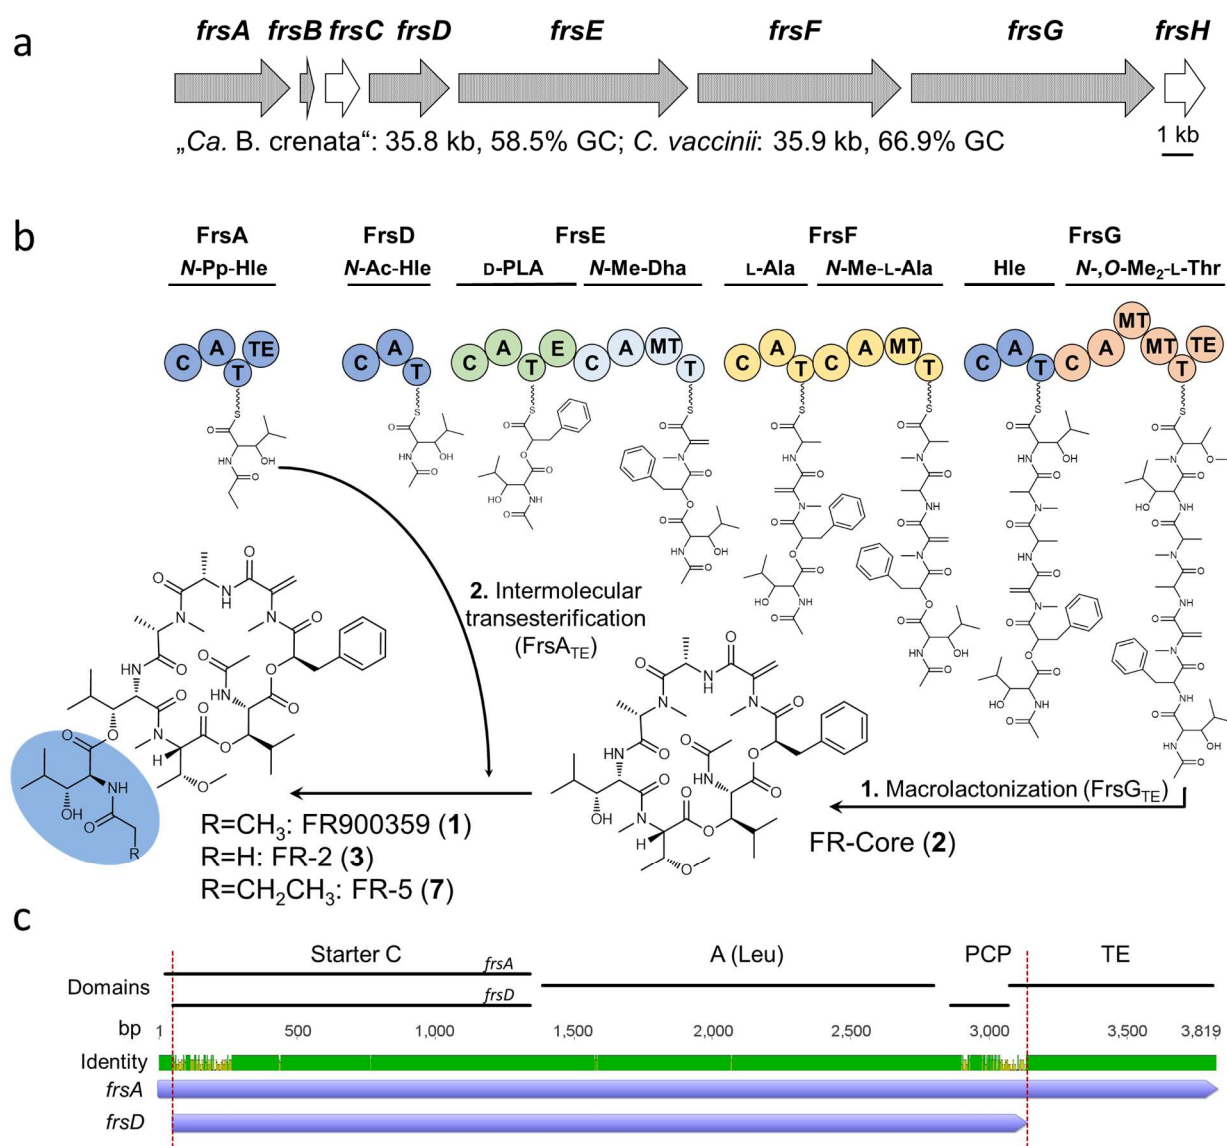 a
frsA frsB frsC frsD frsE frsF frsG frsH
„Ca. B. crenata“: 35.8 kb, 58.5% GC; C. vaccinii: 35.9 kb, 66.9% GC
1 kb
b
FrsA FrsD FrsE FrsF FrsG
N-Pp-Hle N-Ac-Hle D-PLA N-Me-Dha L-Ala N-Me-L-Ala Hle N-,O-Me2-L-Thr
C A T TE C A T C A T E C A MT T C A T C A MT T C A T C A MT MT T TE
2. Intermolecular
transesterification
(FrsATE)
1. Macrolactonization (FrsGTE)
FR-Core (2)
R=CH3: FR900359 (1)
R=H: FR-2 (3)
R=CH2CH3: FR-5 (7)
c
Starter C A (Leu) PCP TE
frsA
Domains
frsD
bp 1 500 1,000 1,500 2,000 2,500 3,000 3,500 3,819
Identity
frsA
frsD